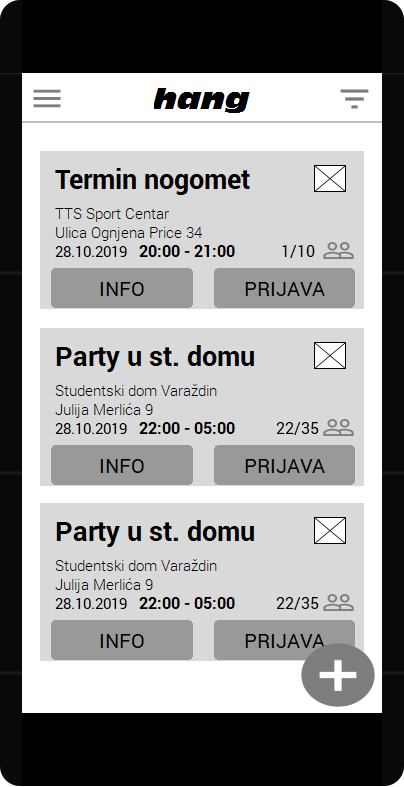 hang
Termin nogomet
TTS Sport Centar
Ulica Ognjena Price 34
28.10.2019 20:00 - 21:00 1/10
INFO PRIJAVA
Party u st. domu
Studentski dom Varaždin
Julija Merlića 9
28.10.2019 22:00 - 05:00 22/35
INFO PRIJAVA
Party u st. domu
Studentski dom Varaždin
Julija Merlića 9
28.10.2019 22:00 - 05:00 22/35
INFO PRIJAVA